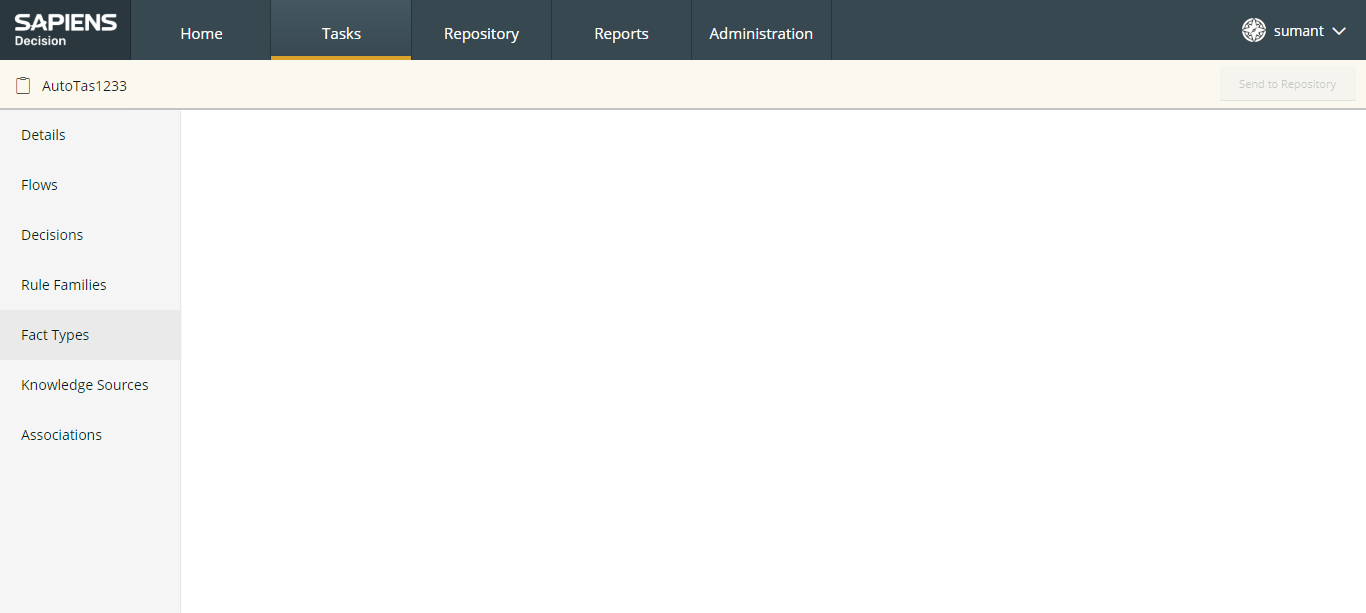 SAPIENS
Decision
Home
Tasks
Repository
Reports
Administration
sumant
AutoTas1233
Send to Repository
Details
Flows
Decisions
Rule Families
Fact Types
Knowledge Sources
Associations